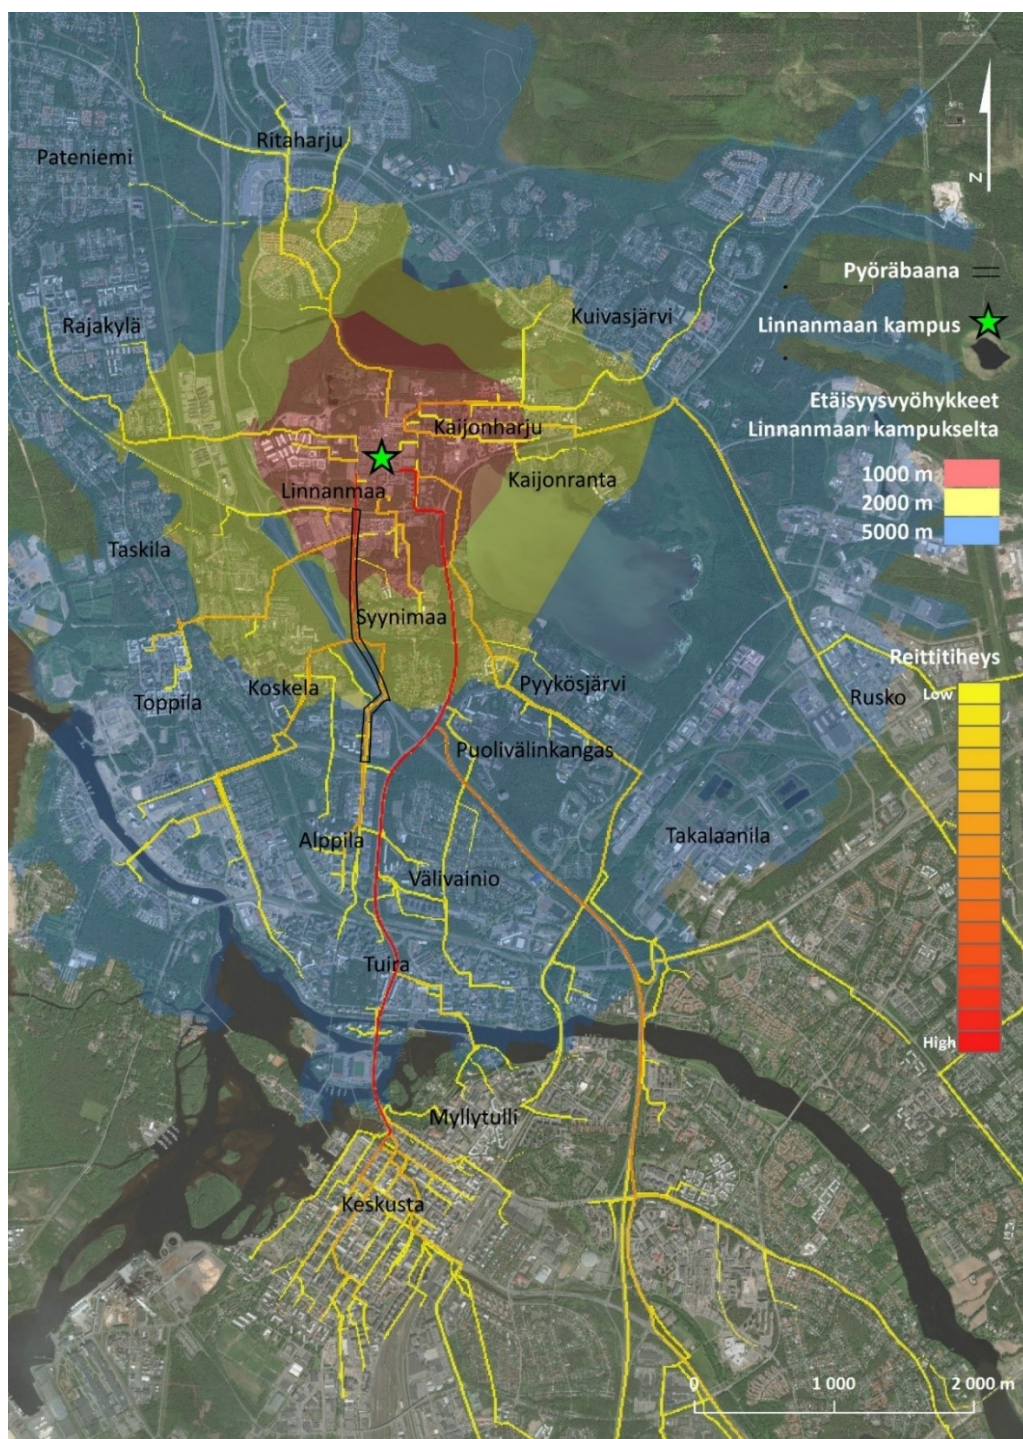 Ritaharju
Pateniemi
N
Pyöräbaana
Rajakylä
Kuivasjärvi
Linnanmaan kampus
Etäisyysvyöhykkeet
Linnanmaan kampukselta
Kaijonharju
1000 m
Kaijonranta
Linnanmaa
2000 m
5000 m
Taskila
Syynimaa
Reittitiheys
Koskela
Pyykösjärvi
Toppila
Rusko
Low
Puolivälinkangas
Alppila
Takalaanila
Välivainio
Tuira
High
Myllytulli
Keskusta
0 1 000 2 000 m